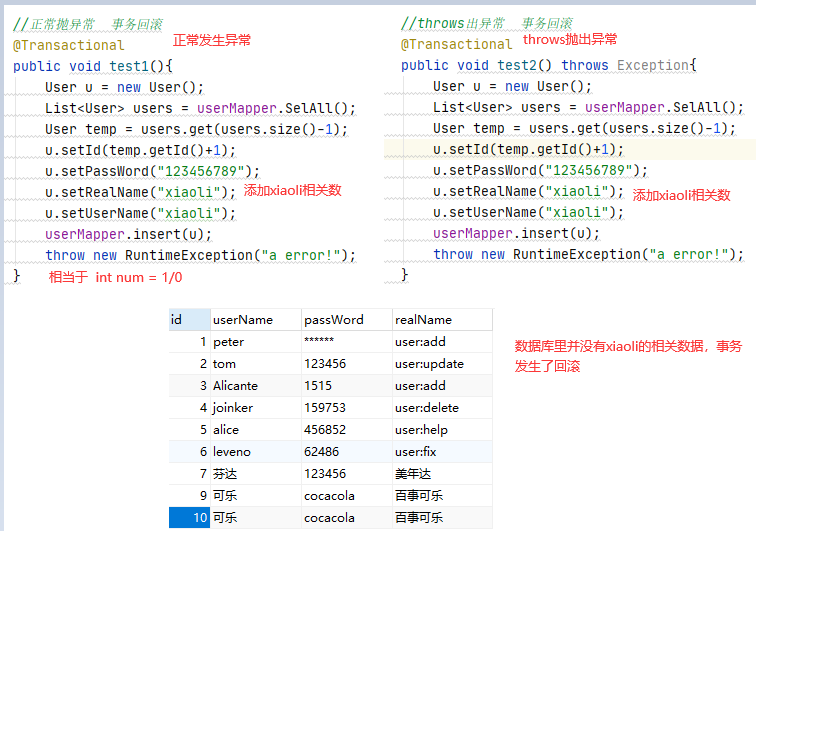 //正常抛异常  事务回滚
正常发生异常
@Transactional
public void test1(){
User u = new User();
List<User> users = userMapper.SelAll();
User temp = users.get(users.size()-1);
u.setId(temp.getId()+1);
u.setPassWord("123456789");
u.setRealName("xiaoli");
添加xiaoli相关数
u.setUserName("xiaoli");
userMapper.insert(u);
throw new RuntimeException("a error!");
}
相当于 int num = 1/0
//throws出异常  事务回滚
throws抛出异常
@Transactional
public void test2() throws Exception{
User u = new User();
List<User> users = userMapper.SelAll();
User temp = users.get(users.size()-1);
u.setId(temp.getId()+1);
u.setPassWord("123456789");
u.setRealName("xiaoli");
添加xiaoli相关数
u.setUserName("xiaoli");
userMapper.insert(u);
throw new RuntimeException("a error!");
}
id userName passWord realName
1 peter ****** user:add
2 tom 123456 user:update
3 Alicante 1515 user:add
4 joinker 159753 user:delete
5 alice 456852 user:help
6 leveno 62486 user:fix
7 芬达 123456 美年达
9 可乐 cocacola 百事可乐
10 可乐 cocacola 百事可乐
数据库里并没有xiaoli的相关数据，事务
发生了回滚